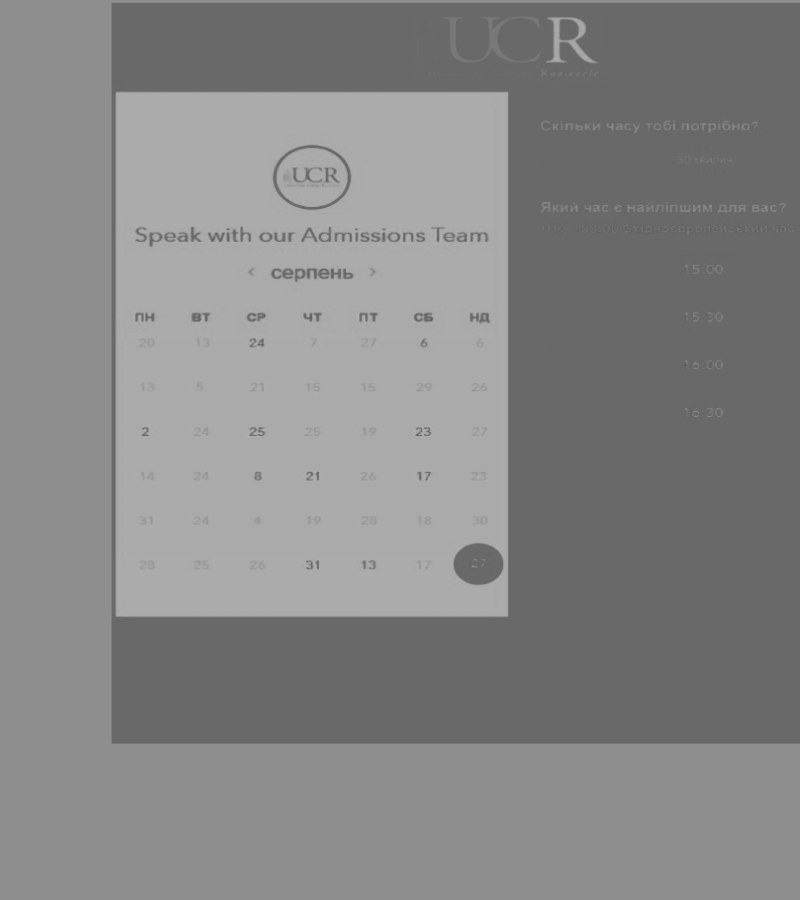 UCR
Roosevelt
UCR
Speak with our Admissions Team
< серпень >
ПН ВТ СР ЧТ ПТ СБ НД
20 13 24 7 27 6 6
13 5 21 15 15 29 26
2 24 25 25 19 23 27
14 24 8 21 26 17 23
31 24 4 19 28 18 30
28 25 26 31 13 17 27
Скільки часу тобі потрібно?
30 хвилин
Який час є найліпшим для вас?
Східноєвропейський час
15:00
15:30
16:00
16:30